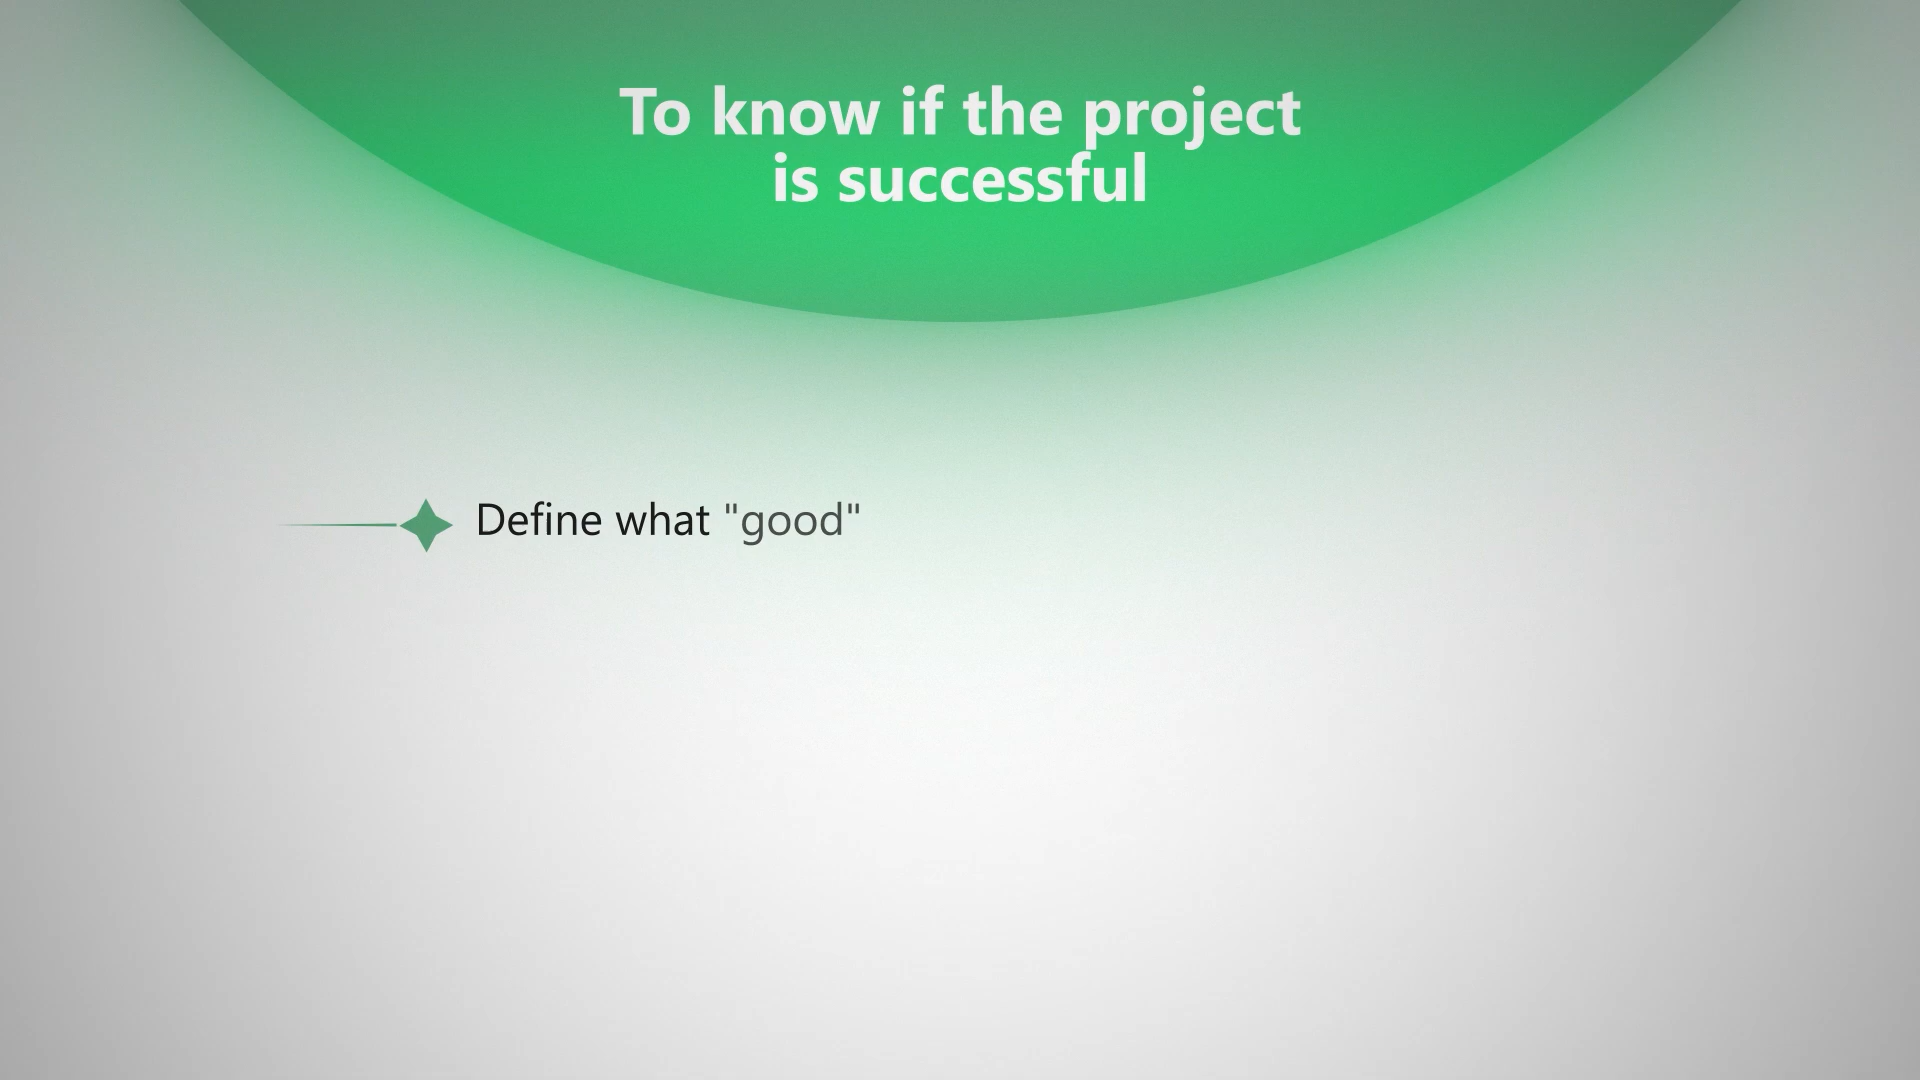 To know if the project
is successful
Define what "good"